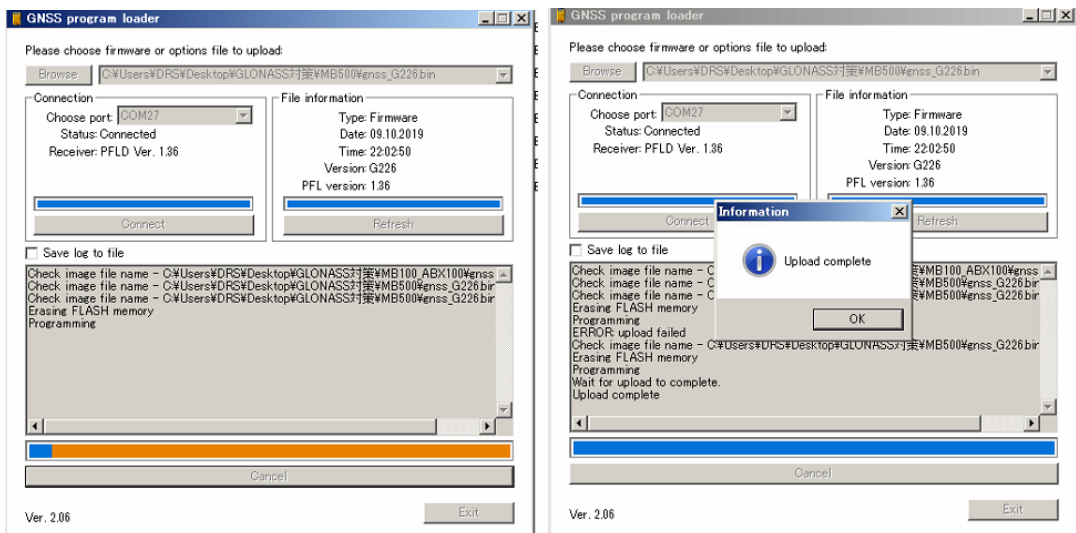 GNSS program loader
Please choose firmware or options file to upload:
Browse
C:¥Users¥DRS¥Desktop¥GLONASS対策¥MB500¥gnss_G226.bin
Connection
Choose port: COM27
Status: Connected
Receiver: PFLD Ver. 1.36
Connect
File information
Type: Firmware
Date: 09.10.2019
Time: 22:02:50
Version: G226
PFL version: 1.36
Refresh
Save log to file
Check image file name - C:¥Users¥DRS¥Desktop¥GLONASS対策¥MB100_ABX100¥gnss
Check image file name - C:¥Users¥DRS¥Desktop¥GLONASS対策¥MB500¥gnss_G226.bin
Check image file name - C:¥Users¥DRS¥Desktop¥GLONASS対策¥MB500¥gnss_G226.bin
Erasing FLASH memory
Programming
Cancel
Ver. 2.06
Exit
GNSS program loader
Please choose firmware or options file to upload:
Browse
C:¥Users¥DRS¥Desktop¥GLONASS対策¥MB500¥gnss_G226.bin
Connection
Choose port: COM27
Status: Connected
Receiver: PFLD Ver. 1.36
Connect
File information
Type: Firmware
Date: 09.10.2019
Time: 22:02:50
Version: G226
PFL version: 1.36
Refresh
Information
Upload complete
OK
Save log to file
Check image file name - C ¥MB100_ABX100¥gnss
Check image file name - C ¥MB500¥gnss_G226.bin
Check image file name - C ¥MB500¥gnss_G226.bin
Erasing FLASH memory
Programming
ERROR: upload failed
Check image file name - C:¥Users¥DRS¥Desktop¥GLONASS対策¥MB500¥gnss_G226.bin
Erasing FLASH memory
Programming
Wait for upload to complete.
Upload complete
Cancel
Ver. 2.06
Exit